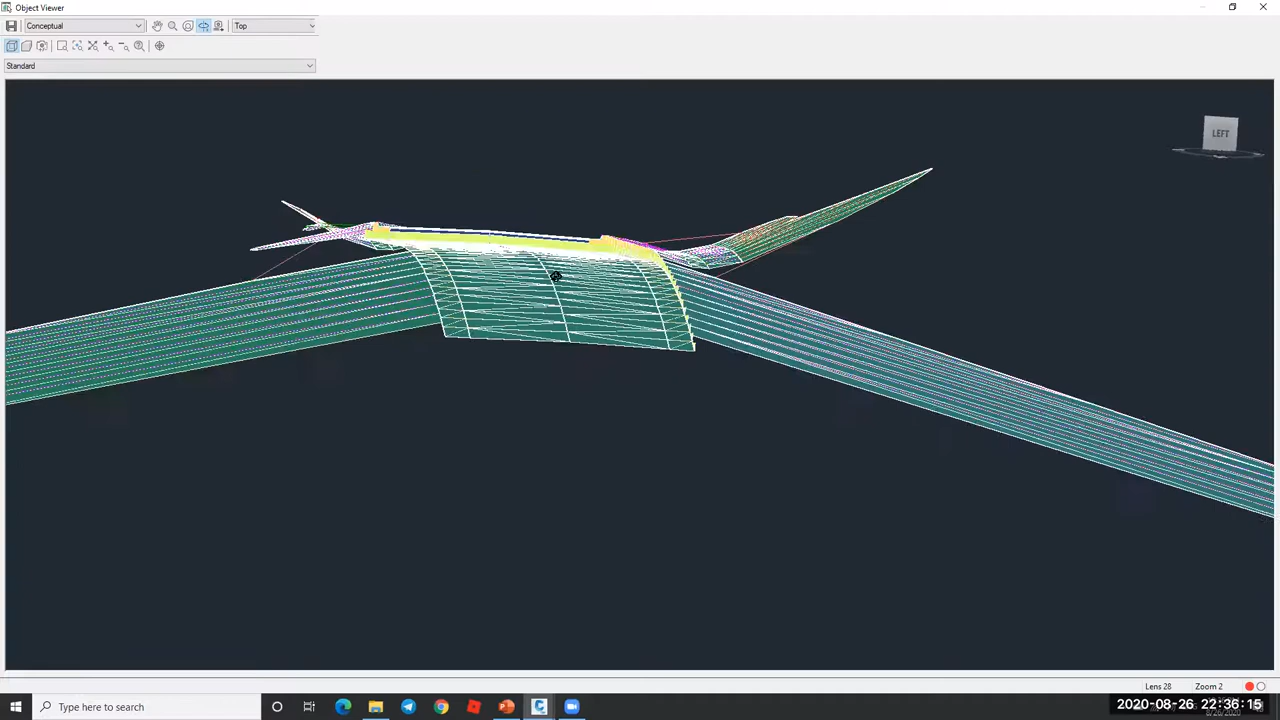 Object Viewer
Conceptual
Top
Standard
LEFT
Lens 28
Zoom 2
Type here to search
2020-08-26 22:36:15